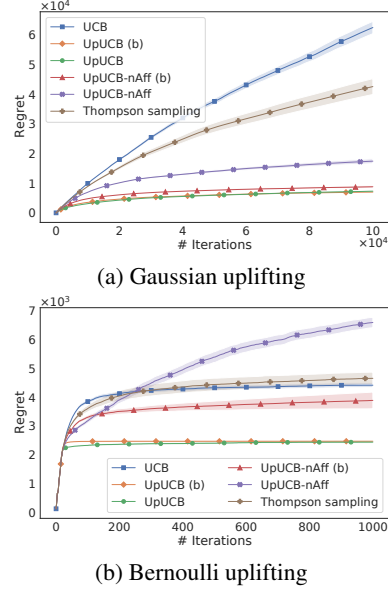 ×10⁴
6
5
4
3
2
1
0
Regret
UCB
UpUCB (b)
UpUCB
UpUCB-nAff (b)
UpUCB-nAff
Thompson sampling
0 2 4 6 8 10
# Iterations
×10⁴
(a) Gaussian uplifting
×10³
7
6
5
4
3
2
1
0
Regret
UCB UpUCB-nAff (b)
UpUCB (b) UpUCB-nAff
UpUCB Thompson sampling
0 200 400 600 800 1000
# Iterations
(b) Bernoulli uplifting